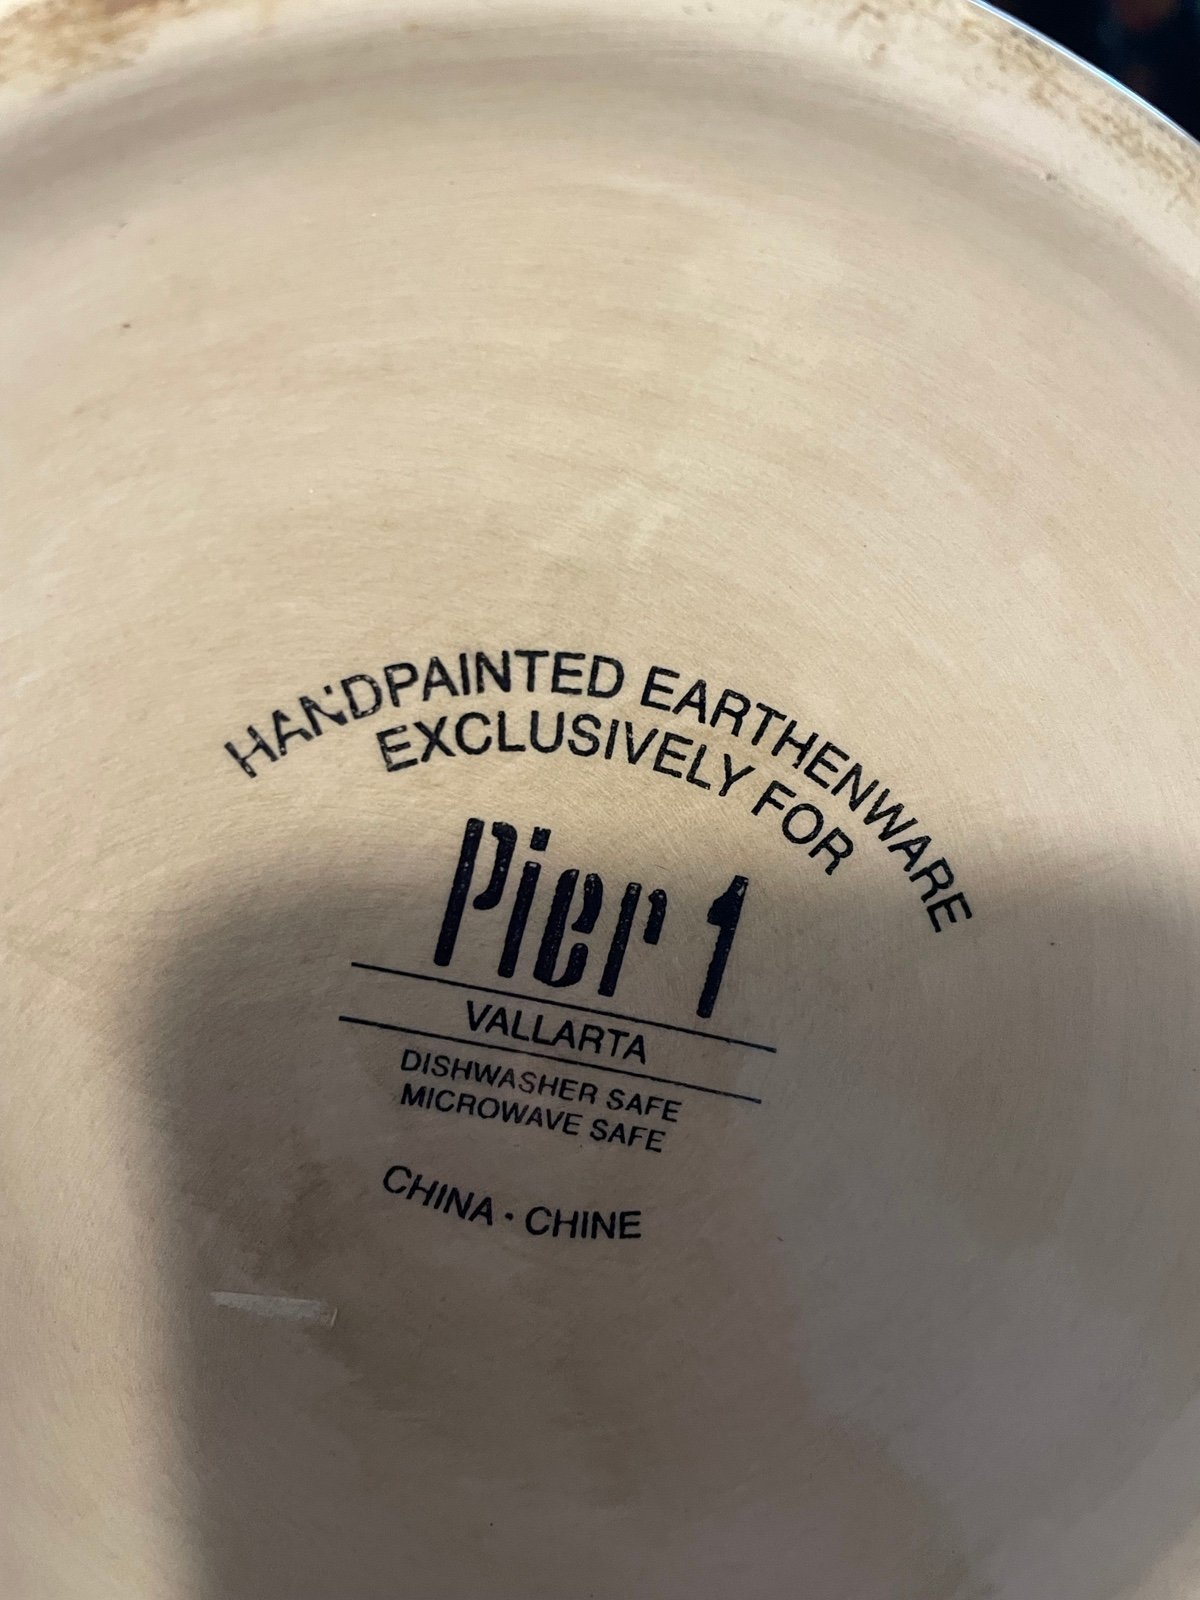 HANDPAINTED EARTHENWARE
EXCLUSIVELY FOR
Pier 1
VALLARTA
DISHWASHER SAFE
MICROWAVE SAFE
CHINA · CHINE